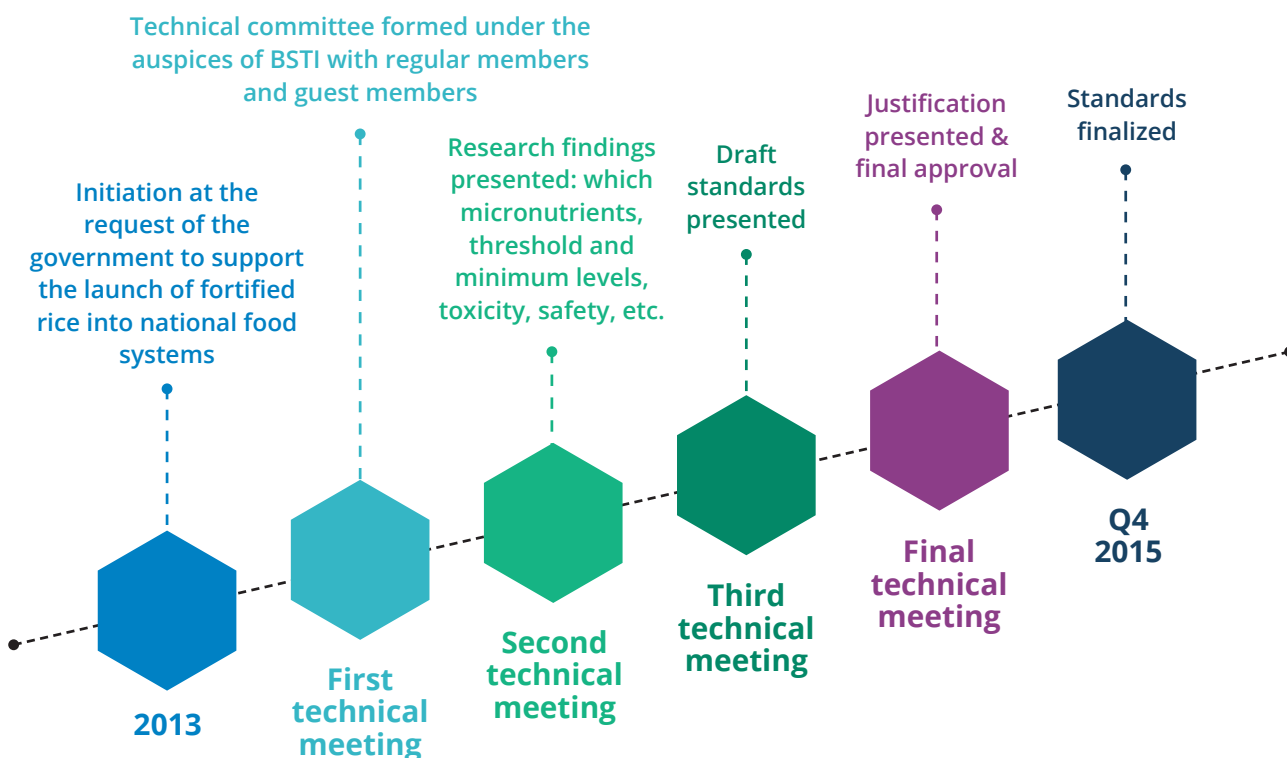 Initiation at the
request of the
government to support
the launch of fortified
rice into national food
systems
2013
Technical committee formed under the
auspices of BSTI with regular members
and guest members
First
technical
meeting
Research findings
presented: which
micronutrients,
threshold and
minimum levels,
toxicity, safety, etc.
Second
technical
meeting
Draft
standards
presented
Third
technical
meeting
Justification
presented &
final approval
Final
technical
meeting
Standards
finalized
Q4
2015